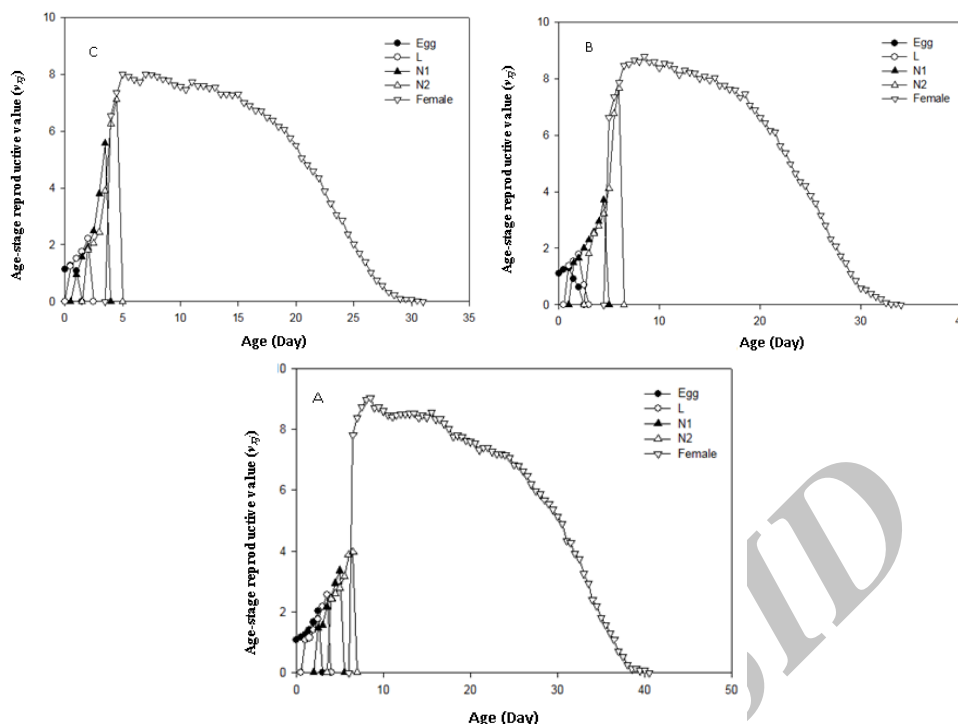 C
Egg
L
N1
N2
Female
Age-stage reproductive value (vxj)
10
8
6
4
2
0
0 5 10 15 20 25 30 35
Age (Day)
B
Egg
L
N1
N2
Female
Age-stage reproductive value (vxj)
10
8
6
4
2
0
0 10 20 30 4
Age (Day)
A
Egg
L
N1
N2
Female
Age-stage reproductive value (vxj)
10
8
6
4
2
0
0 10 20 30 40 50
Age (Day)
ID